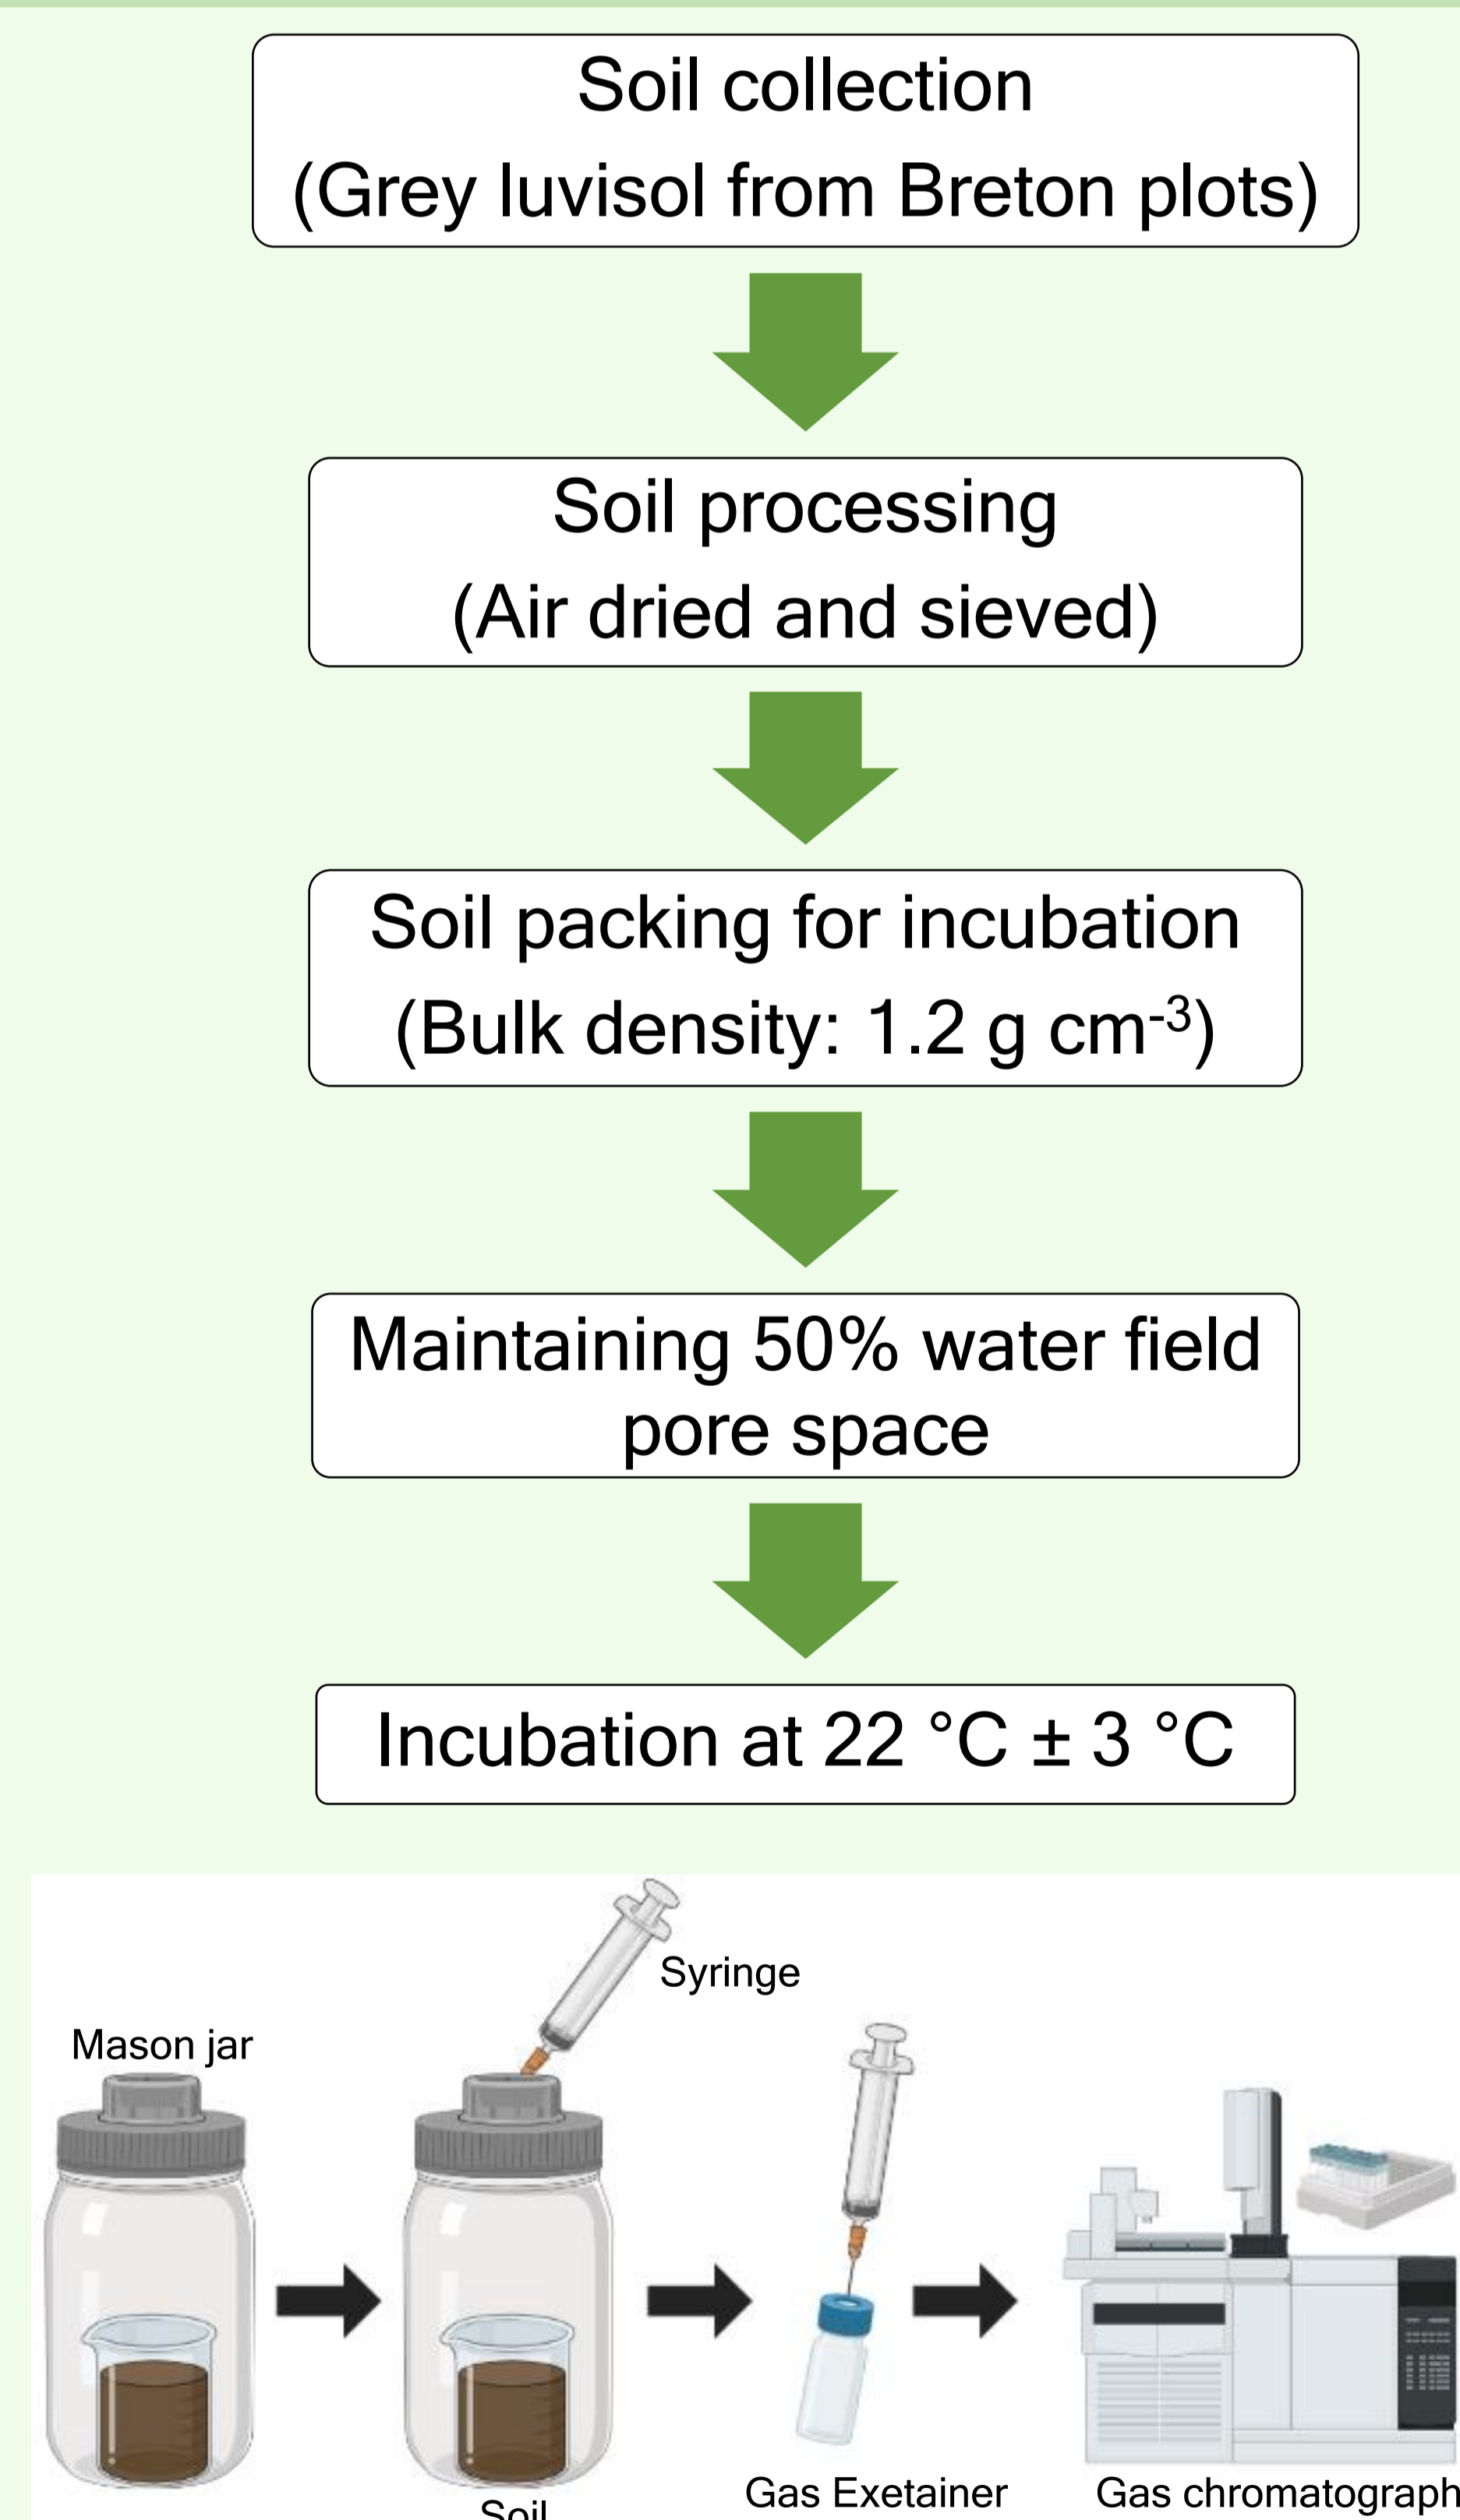 Soil collection
(Grey luvisol from Breton plots)
Soil processing
(Air dried and sieved)
Soil packing for incubation
(Bulk density: 1.2 g cm⁻³)
Maintaining 50% water field
pore space
Incubation at 22 °C ± 3 °C
Syringe
Mason jar
Gas Exetainer
Gas chromatograph
Soil